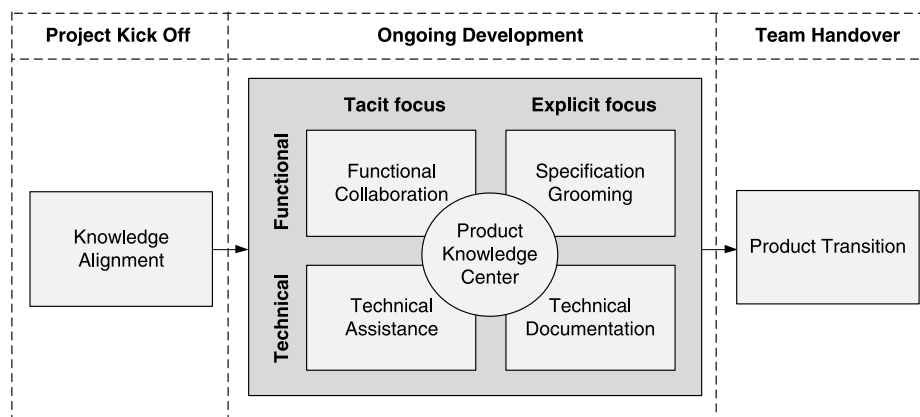 Project Kick Off
Ongoing Development
Team Handover
Tacit focus
Explicit focus
Functional
Functional
Collaboration
Specification
Grooming
Knowledge
Alignment
Product
Knowledge
Center
Product Transition
Technical
Technical
Assistance
Technical
Documentation